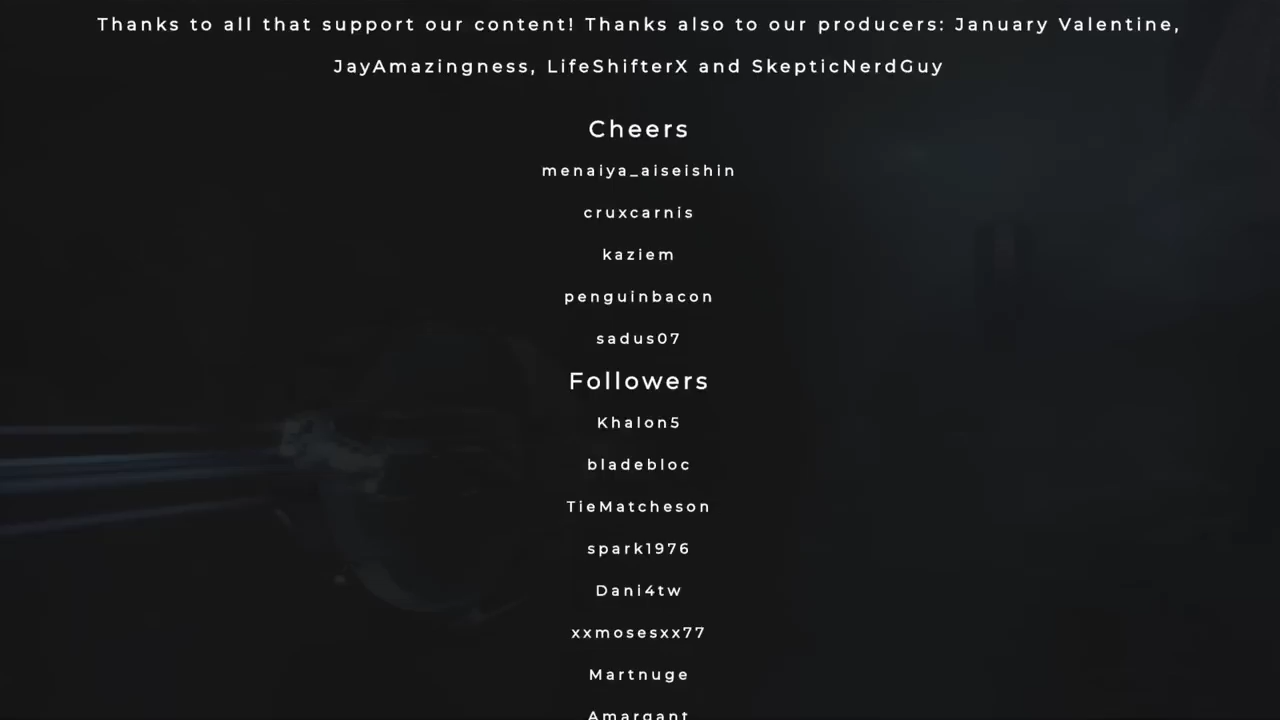 Thanks to all that support our content! Thanks also to our producers: January Valentine,
JayAmazingness, LifeShifterX and SkepticNerdGuy
Cheers
menaiya_aiseishin
cruxcarnis
kaziem
penguinbacon
sadus07
Followers
Khalon5
bladebloc
TieMatcheson
spark1976
Dani4tw
xxmosesxx77
Martnuge
Amargant